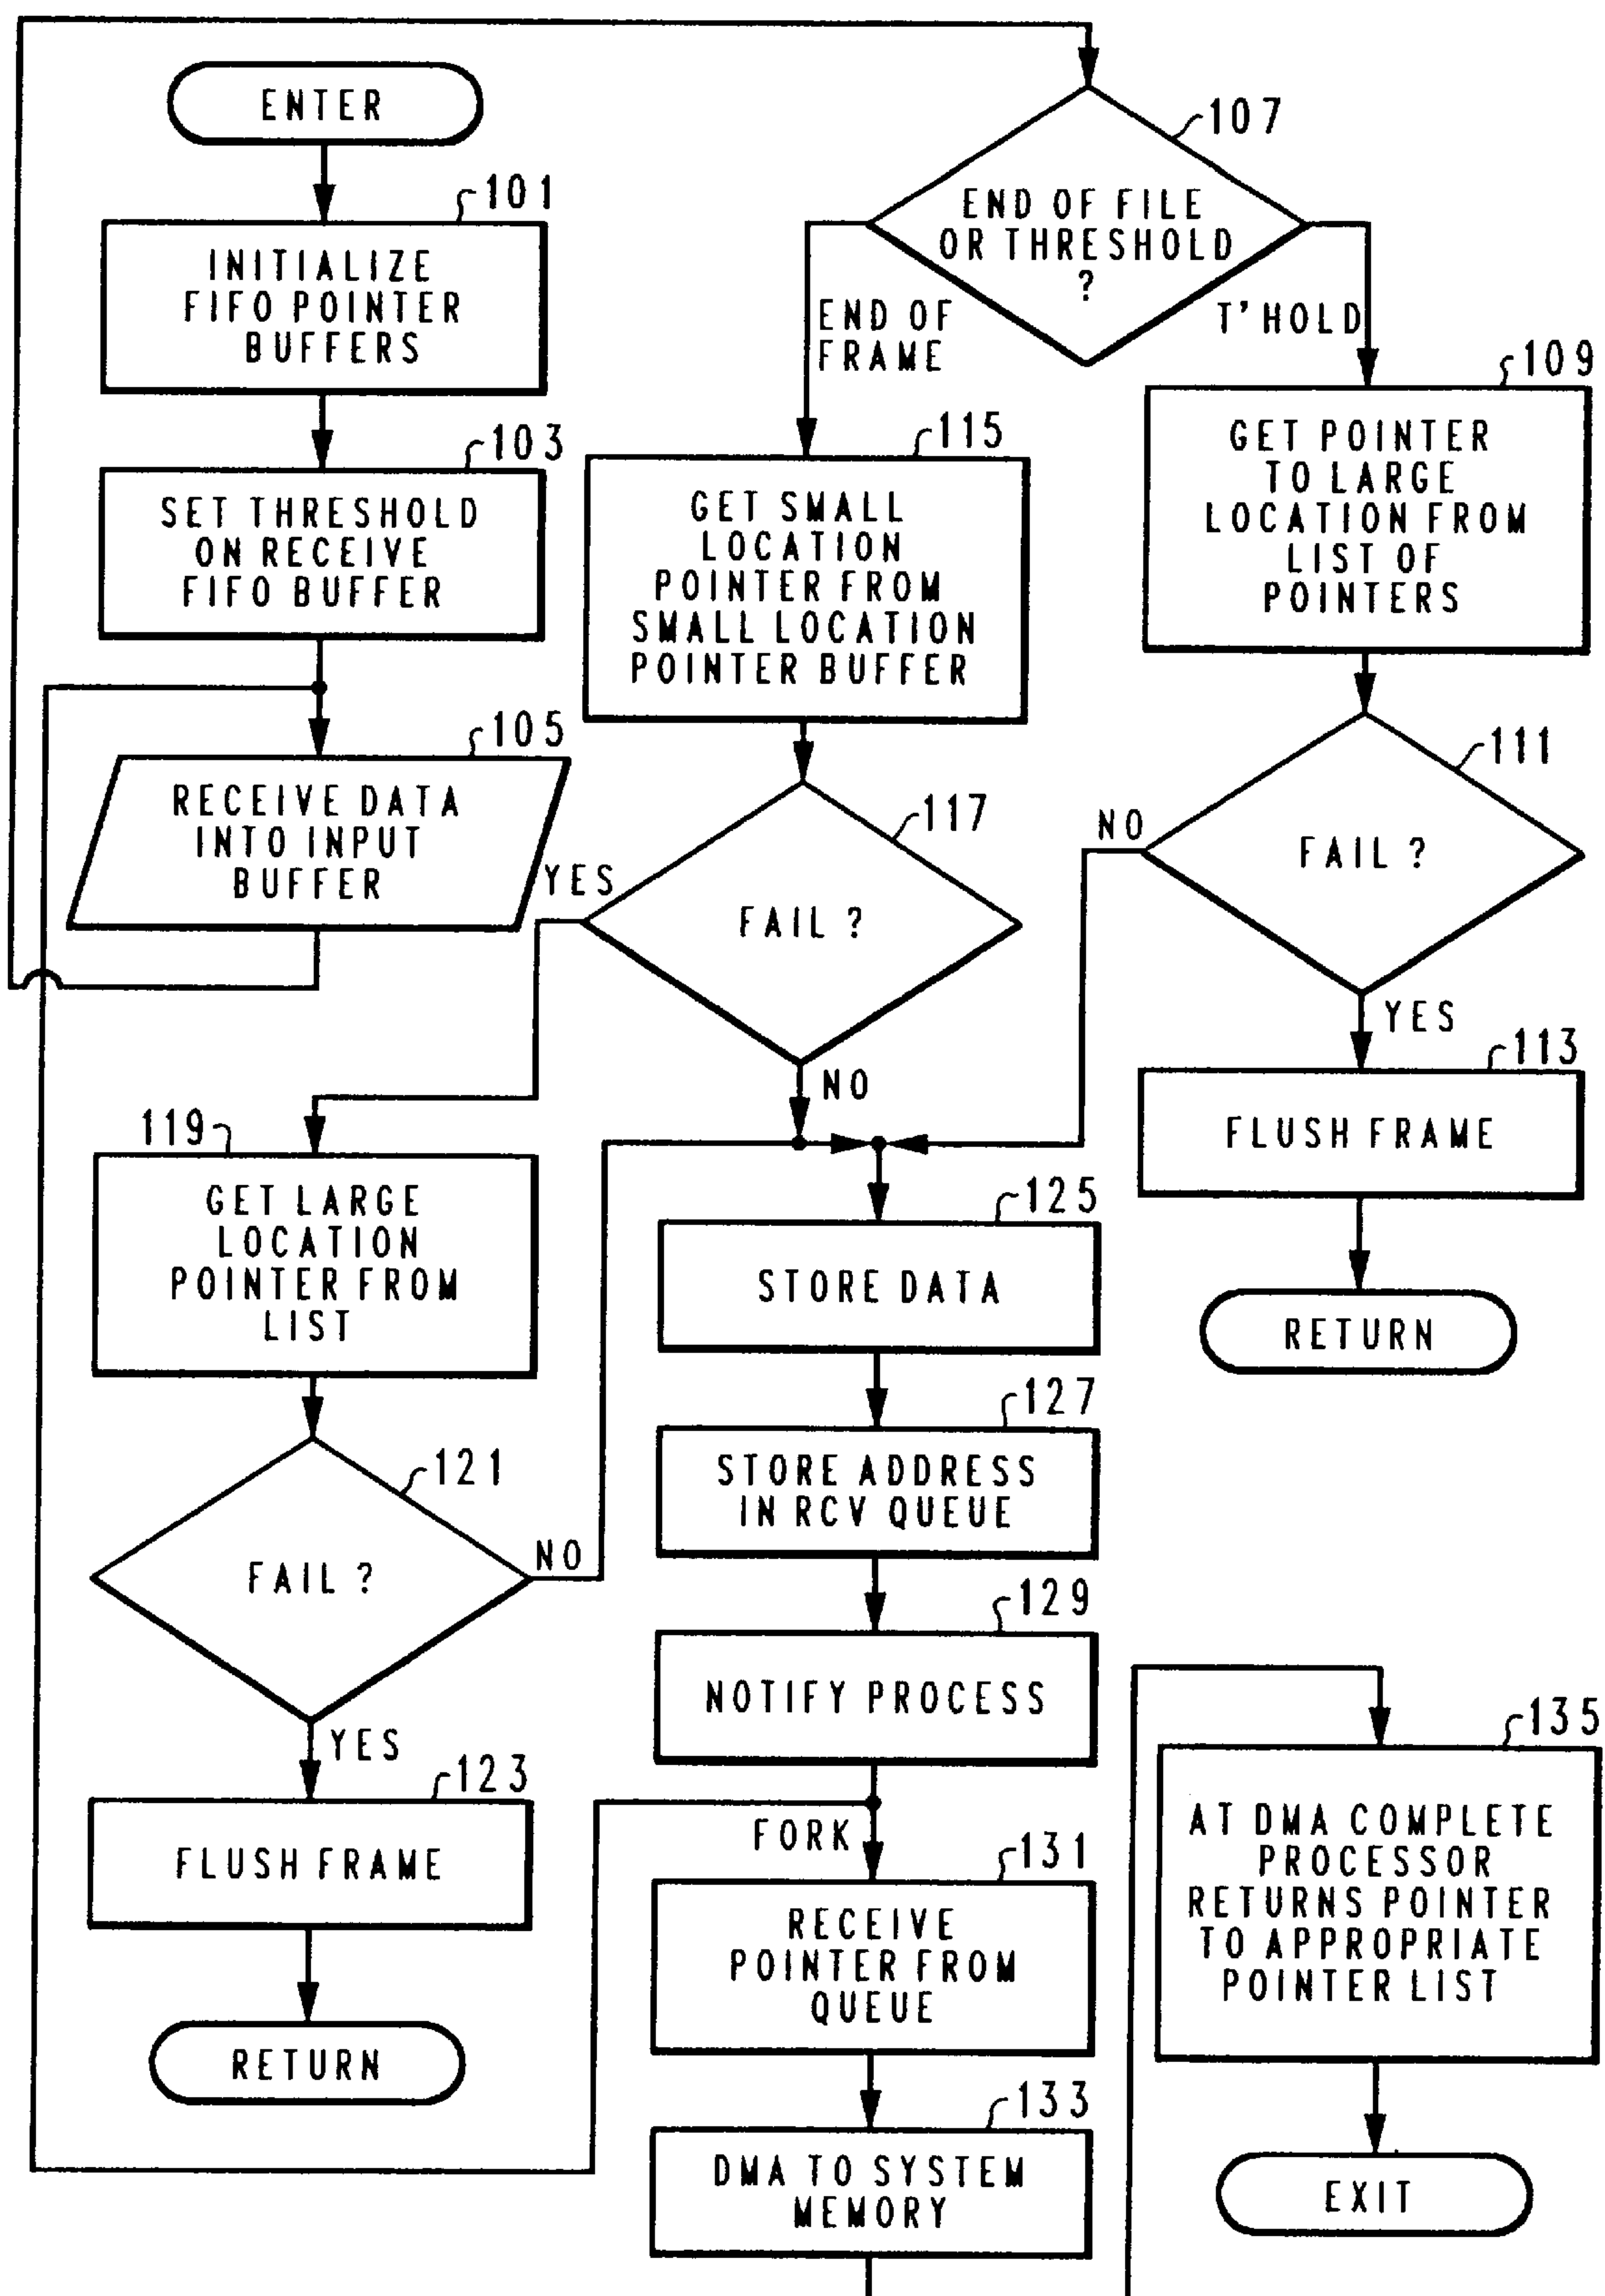 ENTER
101
INITIALIZE
FIFO POINTER
BUFFERS
103
SET THRESHOLD
ON RECEIVE
FIFO BUFFER
105
RECEIVE DATA
INTO INPUT
BUFFER
107
END OF FILE
OR THRESHOLD
?
END OF
FRAME
T'HOLD
109
GET POINTER
TO LARGE
LOCATION FROM
LIST OF
POINTERS
111
FAIL ?
NO
YES
113
FLUSH FRAME
RETURN
115
GET SMALL
LOCATION
POINTER FROM
SMALL LOCATION
POINTER BUFFER
117
FAIL ?
YES
NO
119
GET LARGE
LOCATION
POINTER FROM
LIST
121
FAIL ?
NO
YES
123
FLUSH FRAME
RETURN
125
STORE DATA
127
STORE ADDRESS
IN RCV QUEUE
129
NOTIFY PROCESS
FORK
131
RECEIVE
POINTER FROM
QUEUE
133
DMA TO SYSTEM
MEMORY
135
AT DMA COMPLETE
PROCESSOR
RETURNS POINTER
TO APPROPRIATE
POINTER LIST
EXIT